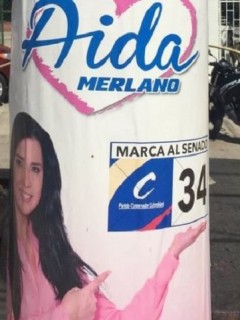 Aida
MERLANO
MARCA AL SENADO
C
Partido Conservador Colombiano
34